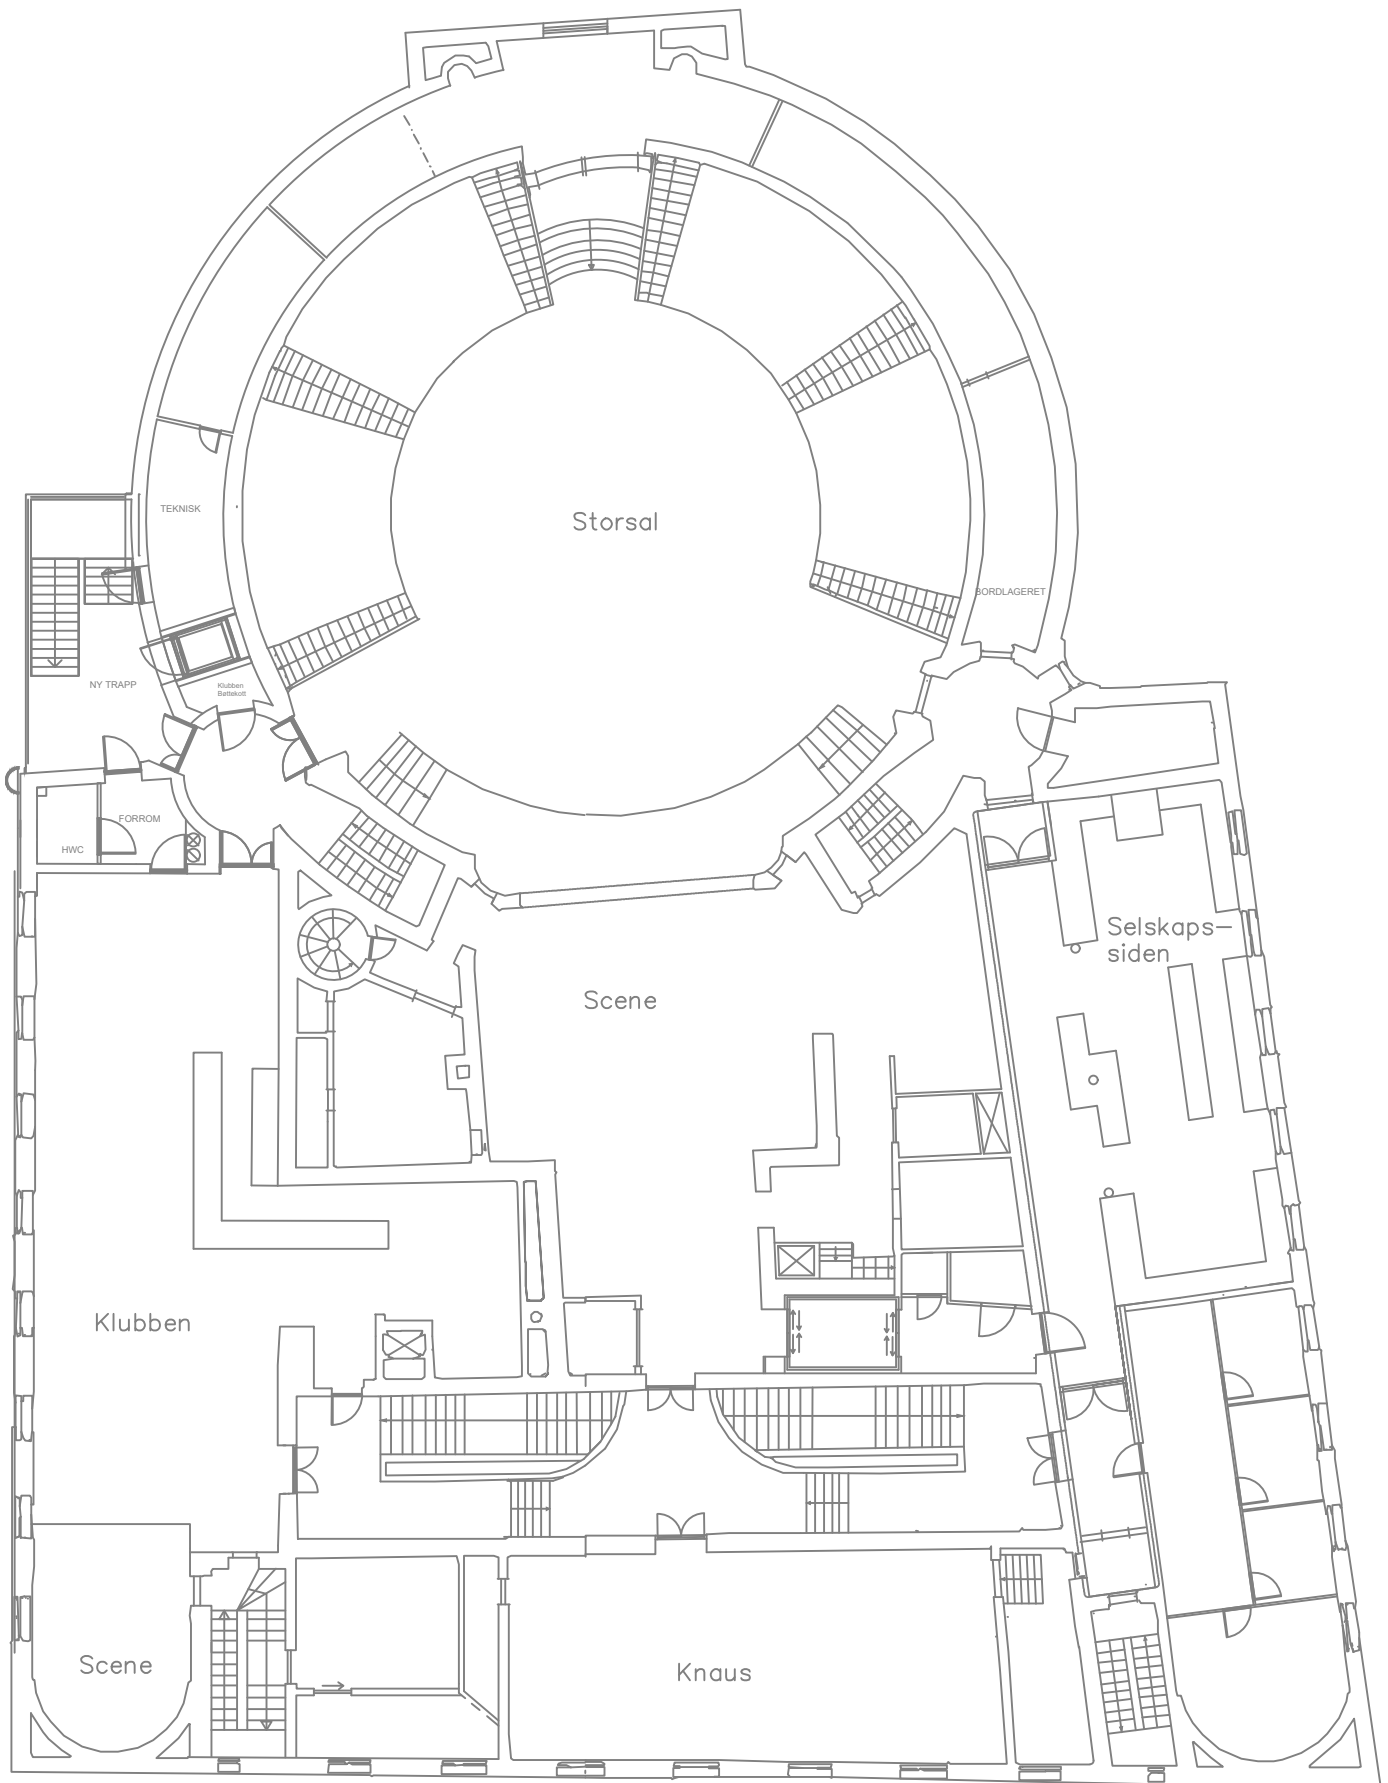 TEKNISK
Storsal
BORDLAGERET
NY TRAPP
Klubben
Bøttekott
FORROM
HWC
Selskaps–
siden
Scene
Klubben
Scene
Knaus